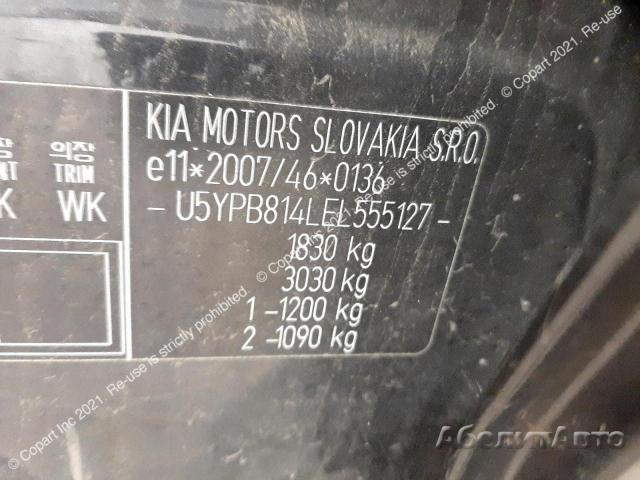 KIA MOTORS SLOVAKIA S.R.O.
e11*2007/46*0136
- U5YPB814LEL555127 -
1830 kg
3030 kg
1 -1200 kg
2 -1090 kg
장 의장
NT TRIM
K WK
© Copart 2021. Re-use
© Copart Inc 2021. Re-use is strictly prohibited.
© Copart Inc 2021. Re-use is strictly prohibited.
АбсолютАвто